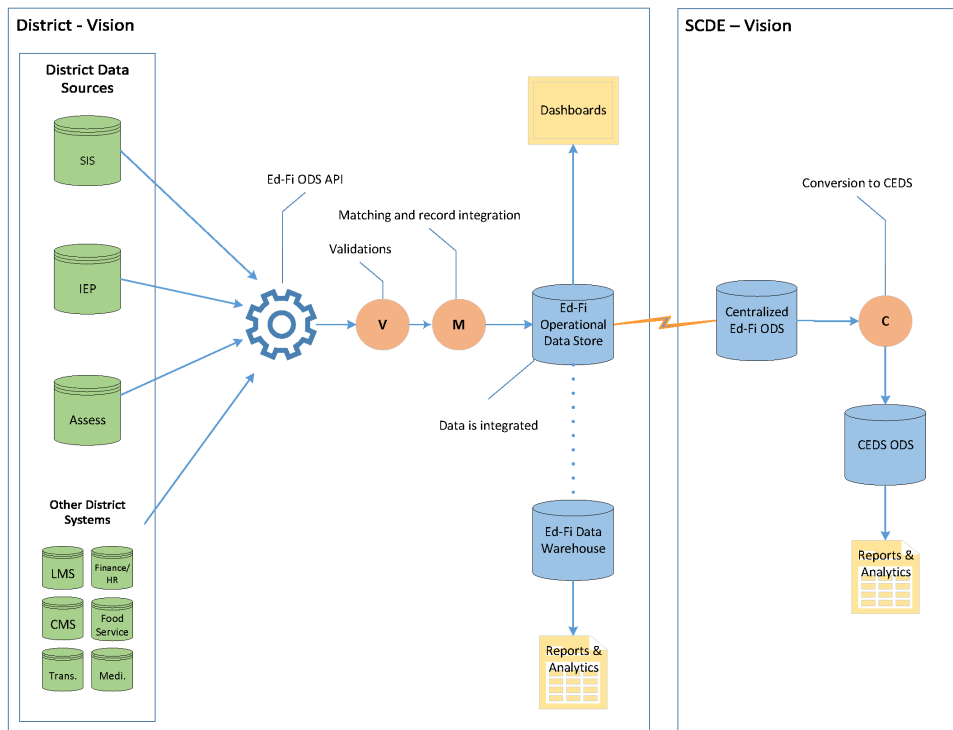 District - Vision
District Data
Sources
SIS
IEP
Assess
Other District
Systems
LMS
Finance/
HR
CMS
Food
Service
Trans.
Medi.
Ed-Fi ODS API
Validations
Matching and record integration
V
M
Dashboards
Ed-Fi
Operational
Data Store
Data is integrated
Ed-Fi Data
Warehouse
Reports &
Analytics
SCDE – Vision
Conversion to CEDS
Centralized
Ed-Fi ODS
C
CEDS ODS
Reports &
Analytics